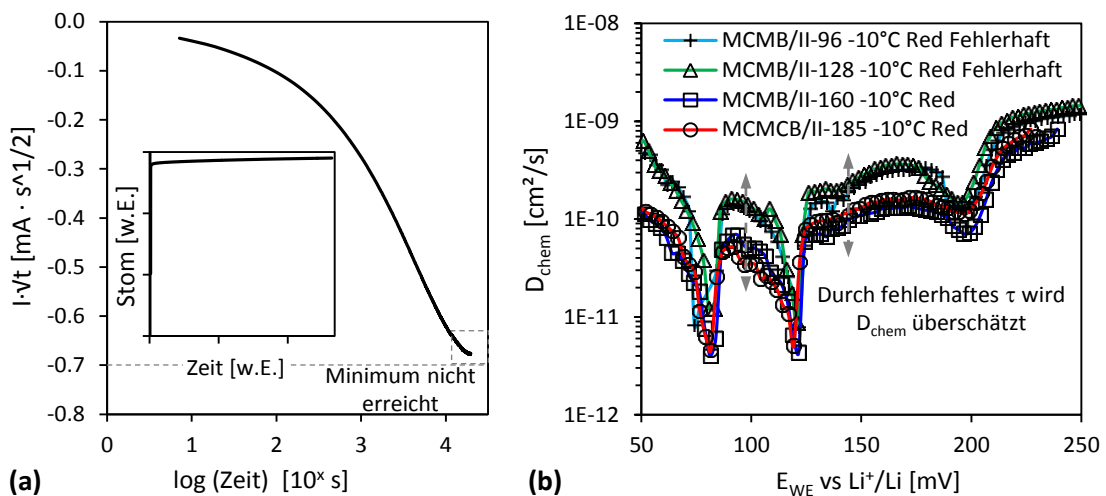 0.0
-0.1
-0.2
-0.3
-0.4
-0.5
-0.6
-0.7
-0.8
I·√t [mA · s^1/2]
Stom [w.E.]
Zeit [w.E.]
Minimum nicht
erreicht
0 1 2 3 4 5
log (Zeit) [10ˣ s]
(a)
1E-08
1E-09
1E-10
1E-11
1E-12
D_chem [cm²/s]
MCMB/II-96 -10°C Red Fehlerhaft
MCMB/II-128 -10°C Red Fehlerhaft
MCMB/II-160 -10°C Red
MCMCB/II-185 -10°C Red
Durch fehlerhaftes τ wird
D_chem überschätzt
50 100 150 200 250
E_WE vs Li⁺/Li [mV]
(b)